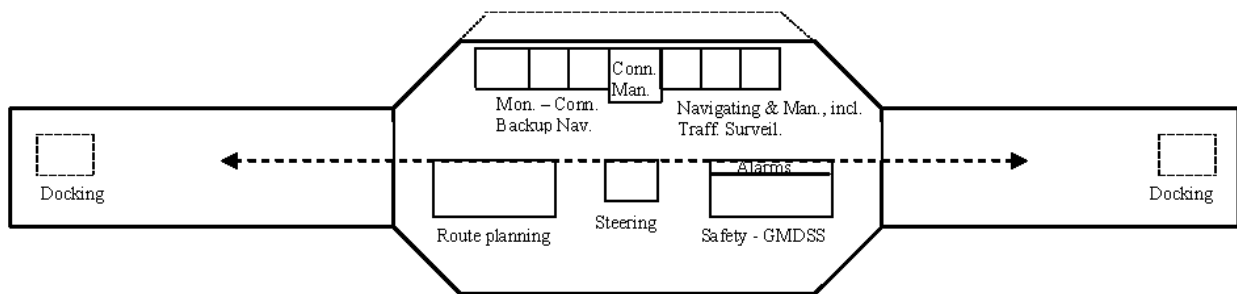 Conn.
Man.
Mon. – Conn.
Backup Nav.
Navigating & Man., incl.
Traff. Surveil.
Docking
Alarms
Docking
Route planning
Steering
Safety - GMDSS